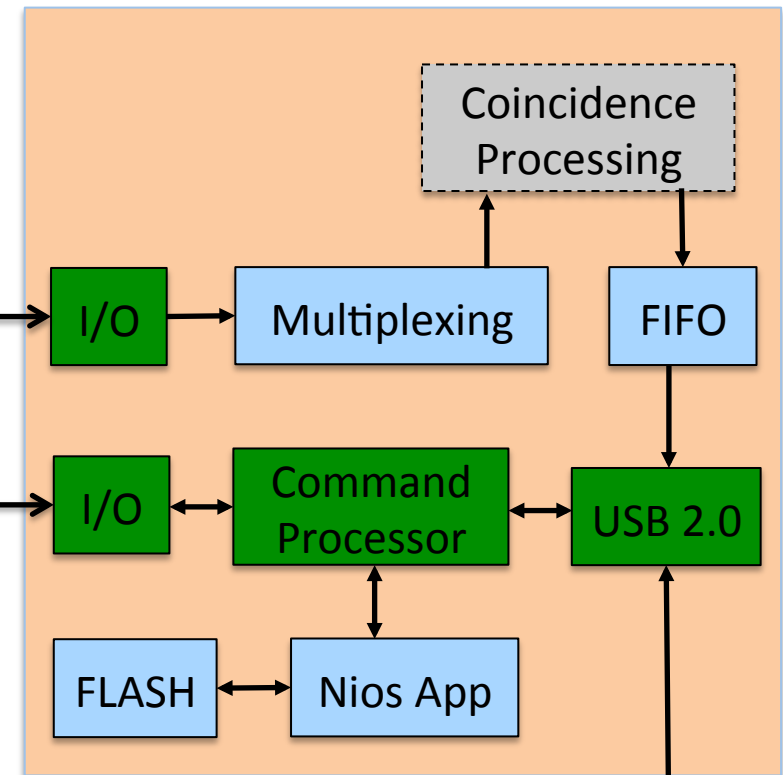 Coincidence
Processing
I/O
Multiplexing
FIFO
I/O
Command
Processor
USB 2.0
FLASH
Nios App